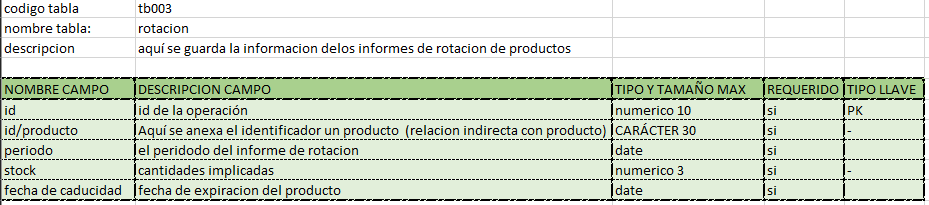 codigo tabla tb003
nombre tabla: rotacion
descripcion aquí se guarda la informacion delos informes de rotacion de productos
NOMBRE CAMPO DESCRIPCION CAMPO TIPO Y TAMAÑO MAX REQUERIDO TIPO LLAVE
id id de la operación numerico 10 si PK
id/producto Aquí se anexa el identificador un producto (relacion indirecta con producto) CARÁCTER 30 si -
periodo el peridodo del informe de rotacion date si
stock cantidades implicadas numerico 3 si -
fecha de caducidad fecha de expiracion del producto date si